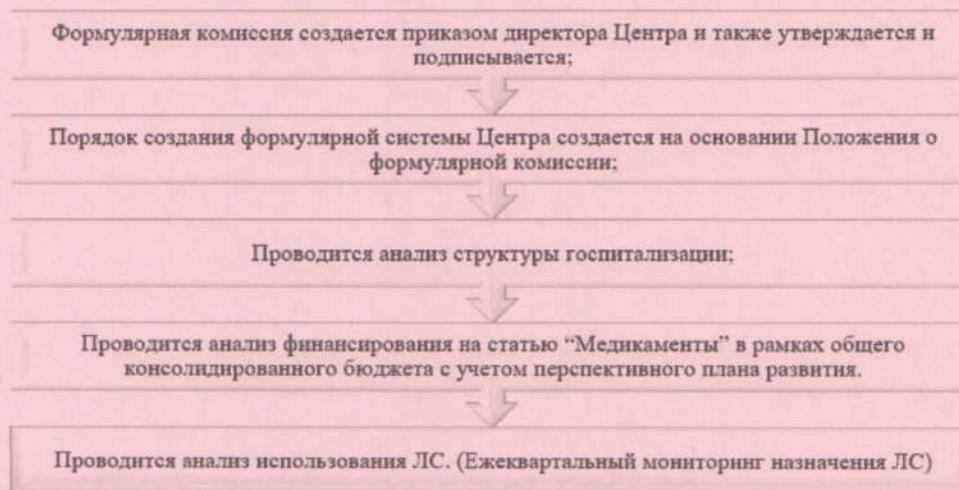 Формулярная комиссия создается приказом директора Центра и также утверждается и
подписывается;
Порядок создания формулярной системы Центра создается на основании Положения о
формулярной комиссии;
Проводится анализ структуры госпитализации;
Проводится анализ финансирования на статью “Медикаменты” в рамках общего
консолидированного бюджета с учетом перспективного плана развития.
Проводится анализ использования ЛС. (Ежеквартальный мониторинг назначения ЛС)